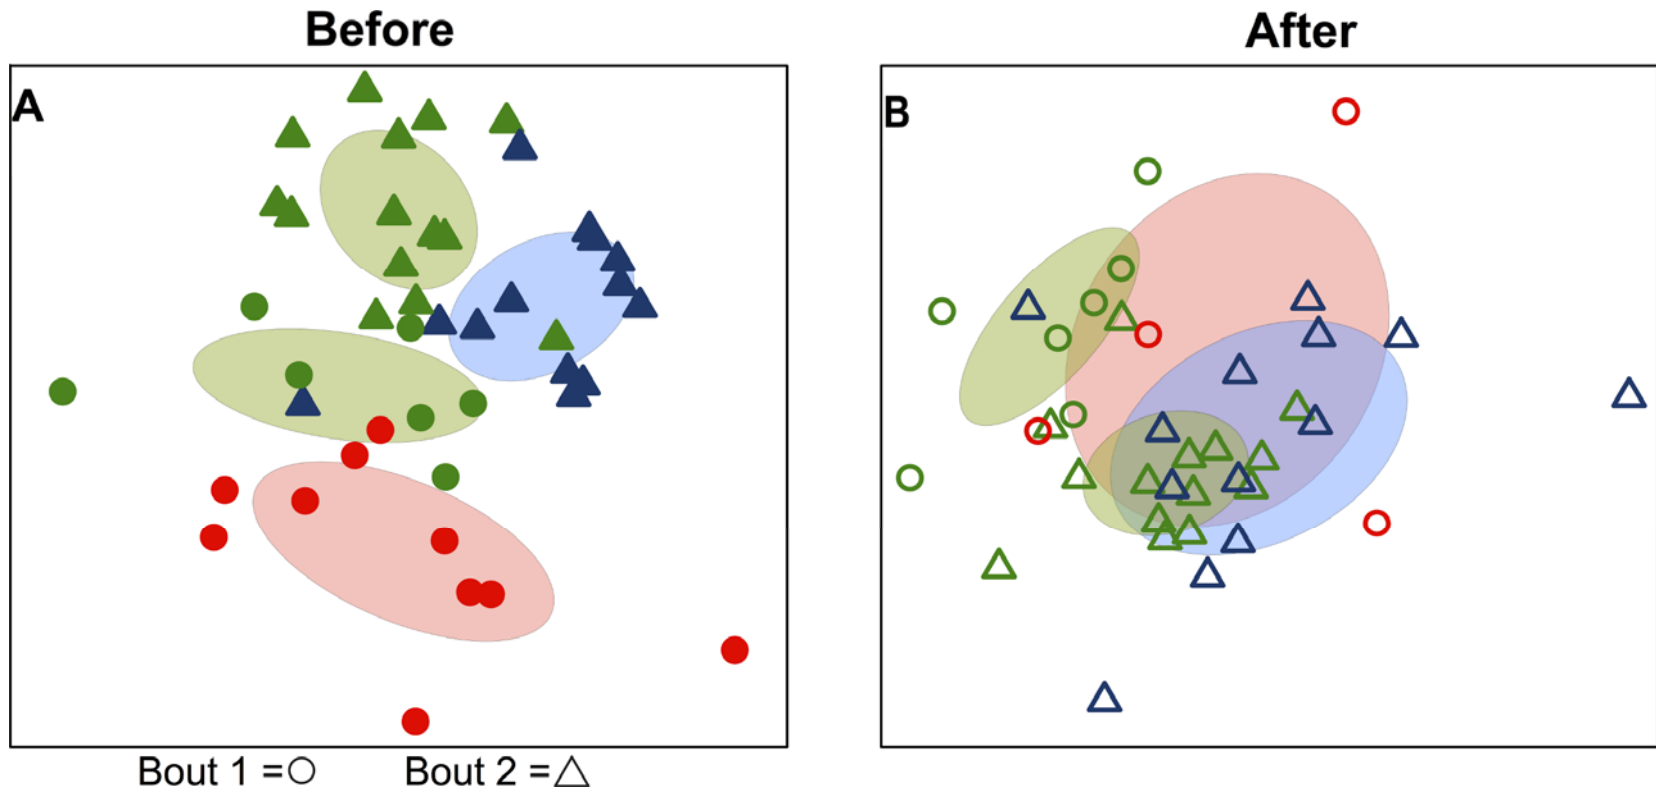 Before
After
A
B
Bout 1 =○ Bout 2 =△